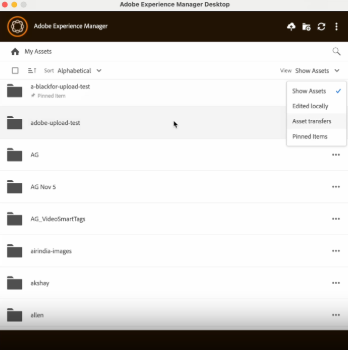 Adobe Experience Manager Desktop
Adobe Experience Manager
My Assets
Sort Alphabetical
View Show Assets
a-blackfor-upload-test
Pinned Item
Show Assets
Edited locally
adobe-upload-test
Asset transfers
Pinned Items
AG
AG Nov 5
AG_VideoSmartTags
airindia-images
akshay
allen